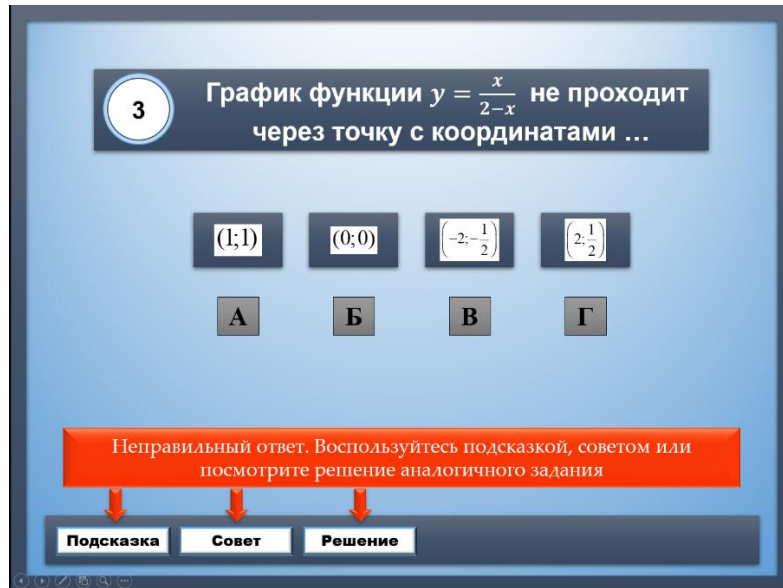 3
График функции y = x/(2−x) не проходит
через точку с координатами ...
(1;1) (0;0) (−2;−1/2) (2;1/2)
А Б В Г
Неправильный ответ. Воспользуйтесь подсказкой, советом или
посмотрите решение аналогичного задания
Подсказка Совет Решение